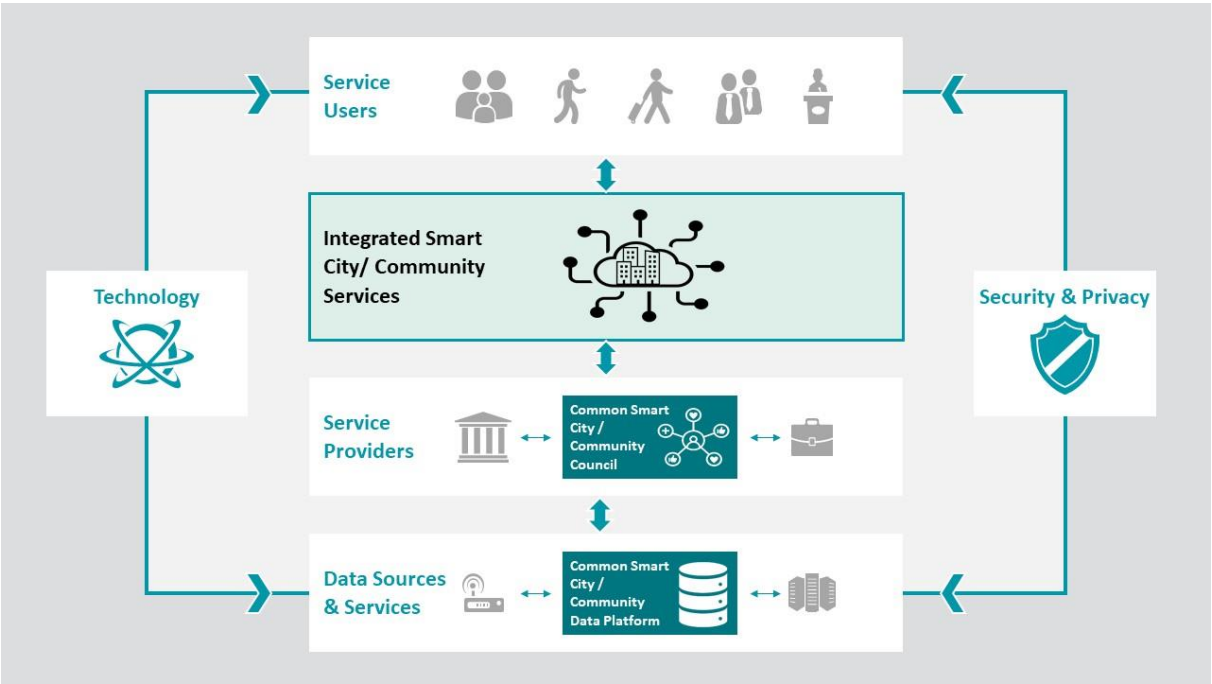 Service
Users
Integrated Smart
City/ Community
Services
Technology
Security & Privacy
Service
Providers
Common Smart
City /
Community
Council
Data Sources
& Services
Common Smart
City /
Community
Data Platform